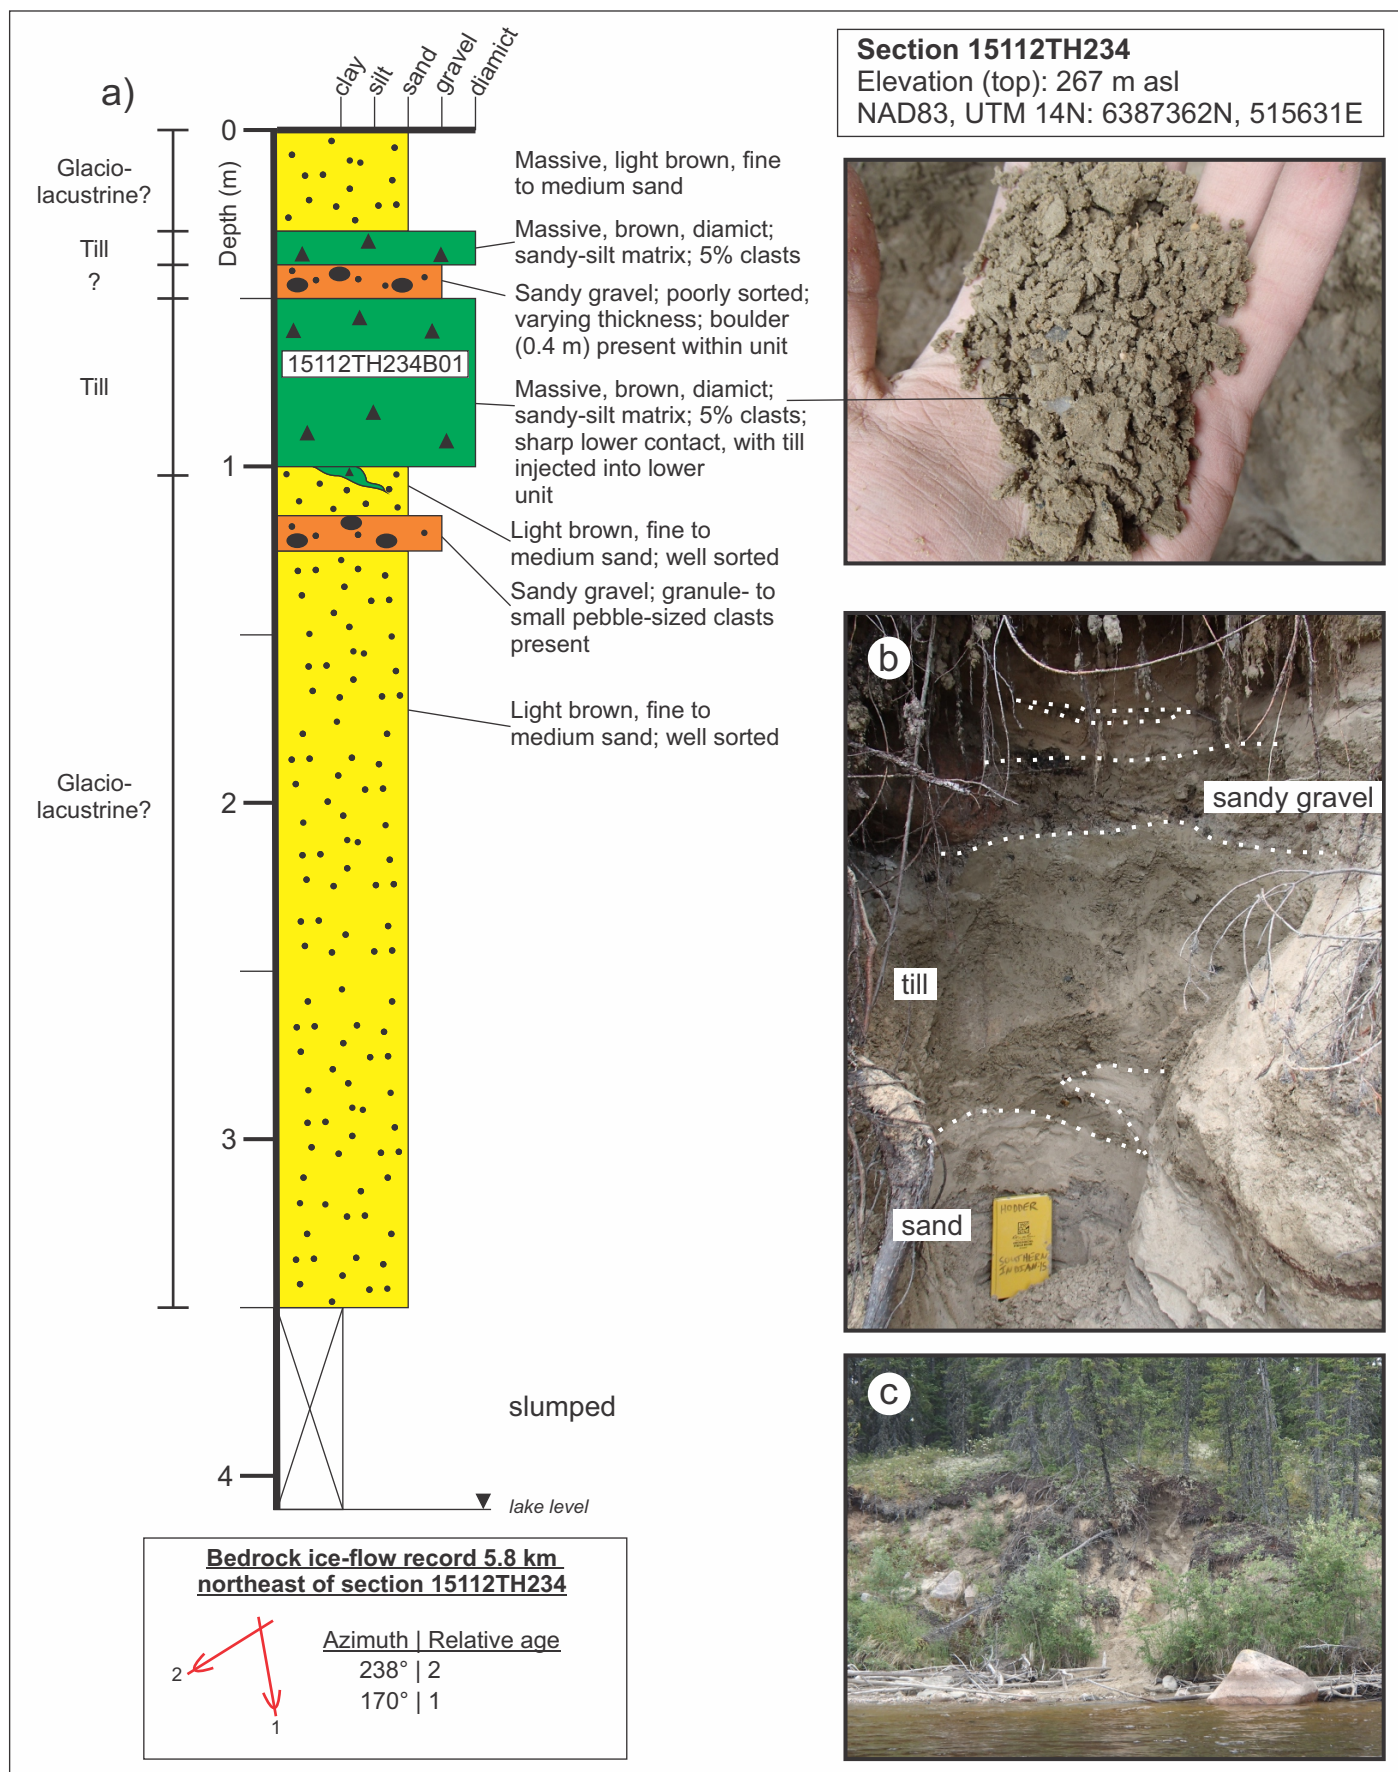 a)
clay
silt
sand
gravel
diamict
Section 15112TH234
Elevation (top): 267 m asl
NAD83, UTM 14N: 6387362N, 515631E
Depth (m)
0
1
2
3
4
Glacio-
lacustrine?
Till
?
Till
Glacio-
lacustrine?
Massive, light brown, fine
to medium sand
Massive, brown, diamict;
sandy-silt matrix; 5% clasts
Sandy gravel; poorly sorted;
varying thickness; boulder
(0.4 m) present within unit
15112TH234B01
Massive, brown, diamict;
sandy-silt matrix; 5% clasts;
sharp lower contact, with till
injected into lower
unit
Light brown, fine to
medium sand; well sorted
Sandy gravel; granule- to
small pebble-sized clasts
present
Light brown, fine to
medium sand; well sorted
slumped
lake level
b
sandy gravel
till
sand
HODDER
SOUTHERN
INDIAN-15
c
Bedrock ice-flow record 5.8 km
northeast of section 15112TH234
Azimuth | Relative age
238° | 2
170° | 1
2
1